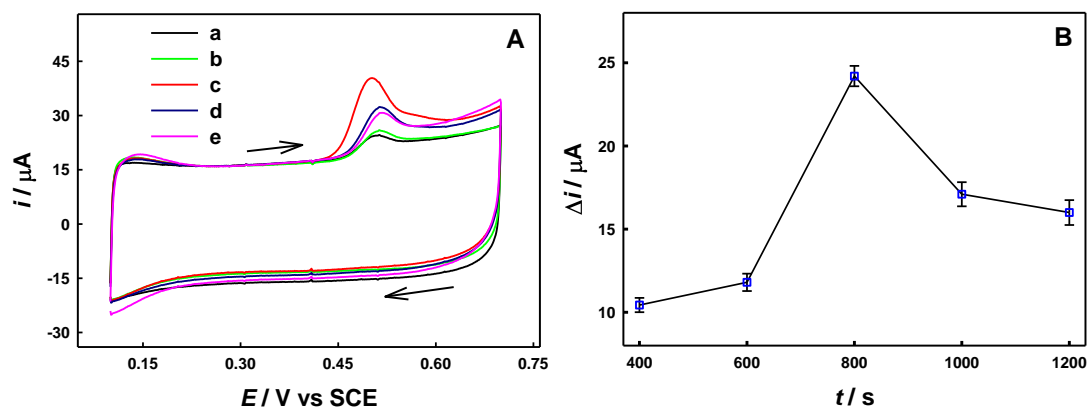 A
a
b
c
d
e
45
30
15
0
-15
-30
i / μA
0.15
0.30
0.45
0.60
0.75
E / V vs SCE
B
25
20
15
10
Δi / μA
400
600
800
1000
1200
t / s